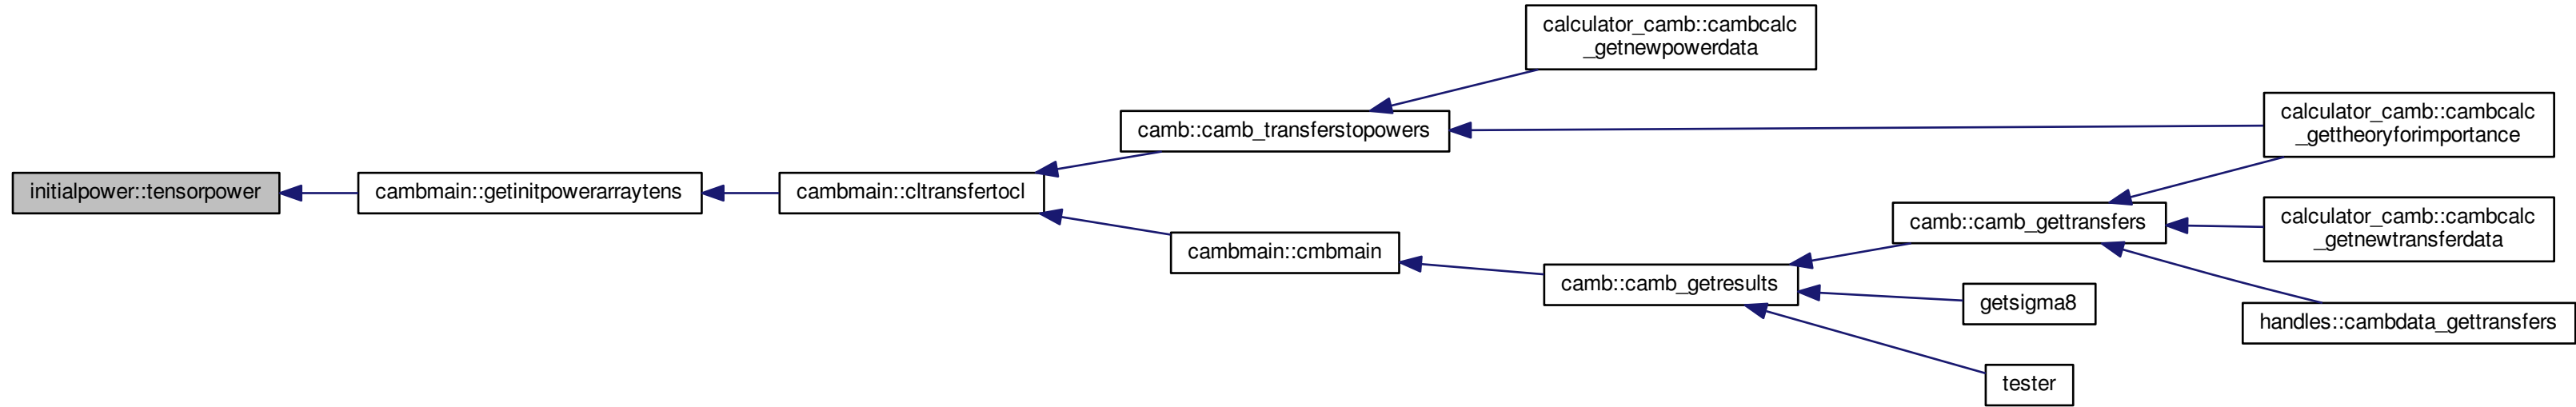 initialpower::tensorpower
cambmain::getinitpowerarraytens
cambmain::cltransfertocl
camb::camb_transferstopowers
calculator_camb::cambcalc
_getnewpowerdata
calculator_camb::cambcalc
_gettheoryforimportance
cambmain::cmbmain
camb::camb_getresults
camb::camb_gettransfers
calculator_camb::cambcalc
_getnewtransferdata
handles::cambdata_gettransfers
getsigma8
tester